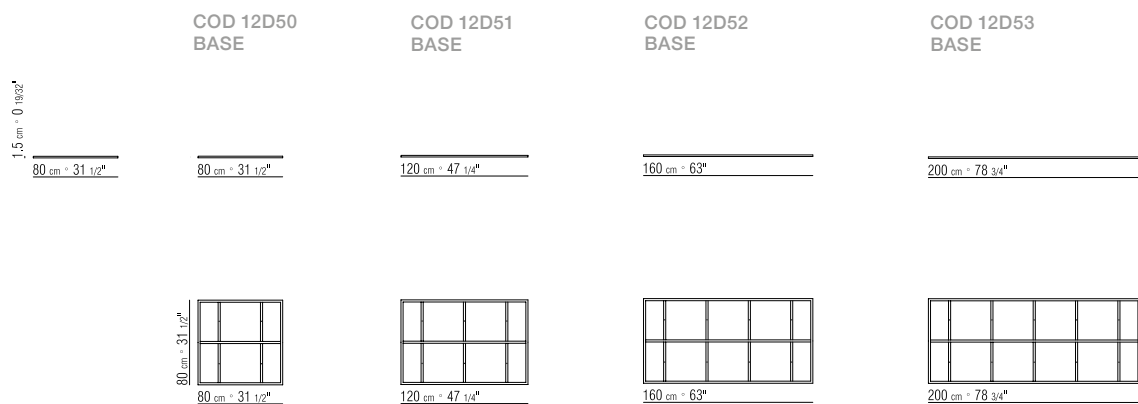 COD 12D50
BASE
COD 12D51
BASE
COD 12D52
BASE
COD 12D53
BASE
1.5 cm ° 0 19/32"
80 cm ° 31 1/2"
80 cm ° 31 1/2"
120 cm ° 47 1/4"
160 cm ° 63"
200 cm ° 78 3/4"
80 cm ° 31 1/2"
80 cm ° 31 1/2"
120 cm ° 47 1/4"
160 cm ° 63"
200 cm ° 78 3/4"